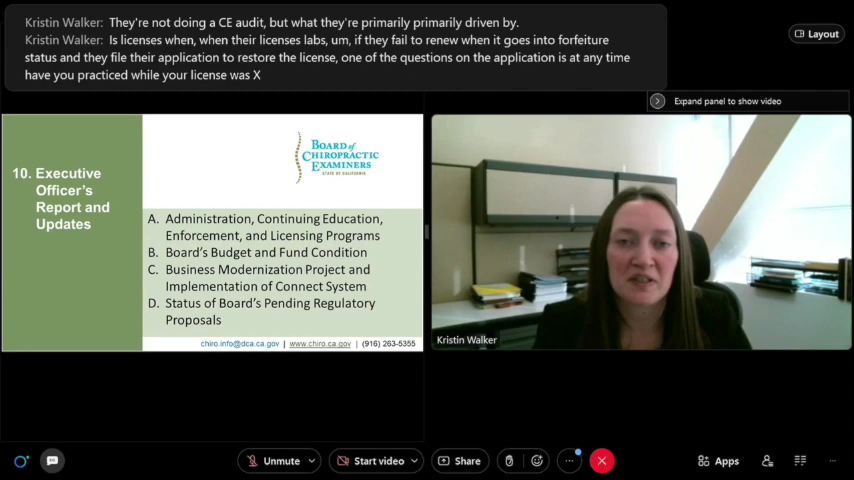 Kristin Walker: They're not doing a CE audit, but what they're primarily primarily driven by.
Kristin Walker: Is licenses when, when their licenses labs, um, if they fail to renew when it goes into forfeiture
status and they file their application to restore the license, one of the questions on the application is at any time
have you practiced while your license was X
Layout
Expand panel to show video
10. Executive
Officer's
Report and
Updates
BOARD of
CHIROPRACTIC
EXAMINERS
STATE OF CALIFORNIA
A. Administration, Continuing Education,
Enforcement, and Licensing Programs
B. Board's Budget and Fund Condition
C. Business Modernization Project and
Implementation of Connect System
D. Status of Board's Pending Regulatory
Proposals
chiro.info@dca.ca.gov | www.chiro.ca.gov | (916) 263-5355
Kristin Walker
Unmute
Start video
Share
Apps